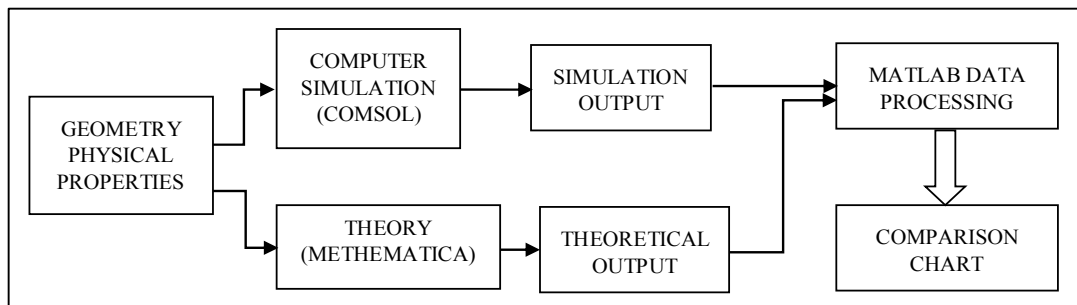 GEOMETRY
PHYSICAL
PROPERTIES
COMPUTER
SIMULATION
(COMSOL)
SIMULATION
OUTPUT
THEORY
(METHEMATICA)
THEORETICAL
OUTPUT
MATLAB DATA
PROCESSING
COMPARISON
CHART